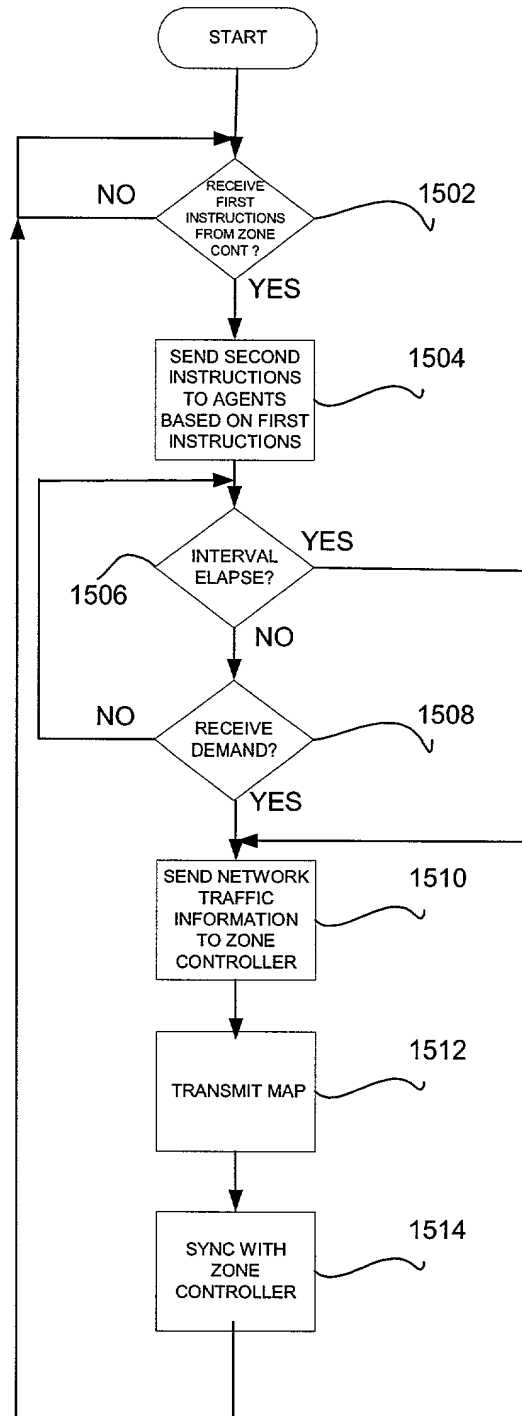 START
NO
RECEIVE
FIRST
INSTRUCTIONS
FROM ZONE
CONT ?
1502
YES
SEND SECOND
INSTRUCTIONS
TO AGENTS
BASED ON FIRST
INSTRUCTIONS
1504
INTERVAL
ELAPSE?
YES
1506
NO
NO
RECEIVE
DEMAND?
1508
YES
SEND NETWORK
TRAFFIC
INFORMATION
TO ZONE
CONTROLLER
1510
TRANSMIT MAP
1512
SYNC WITH
ZONE
CONTROLLER
1514